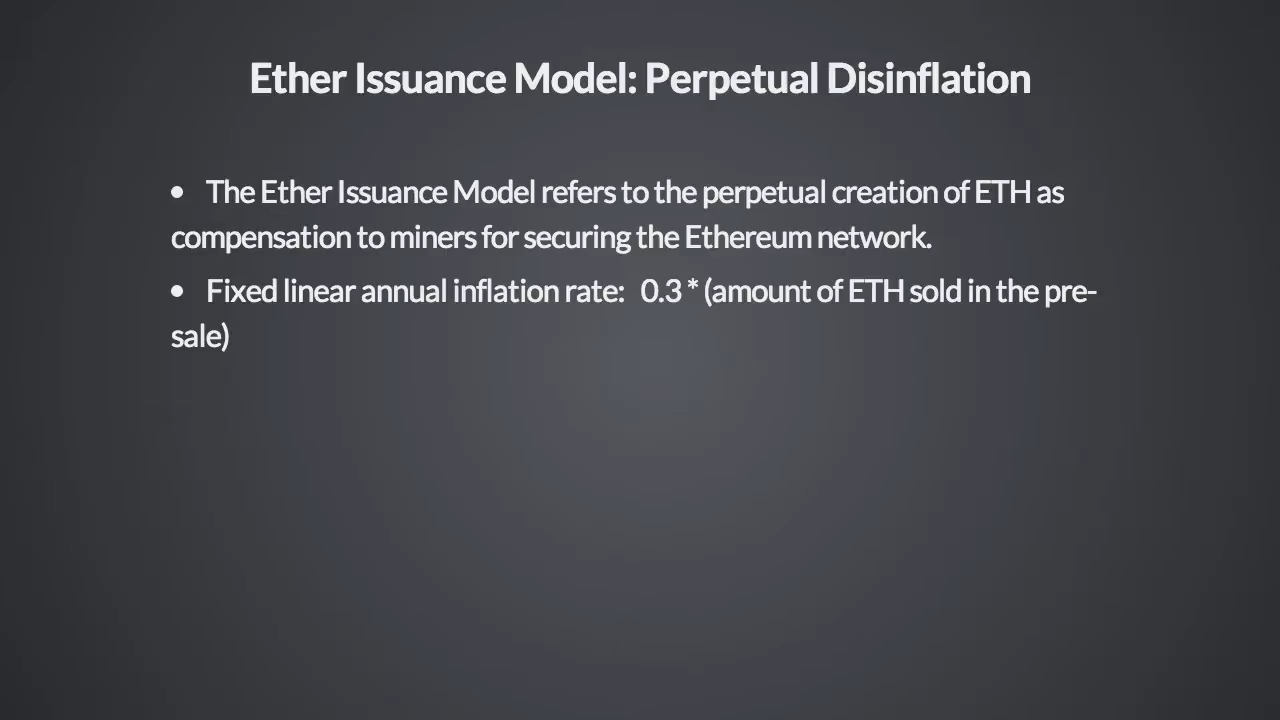 Ether Issuance Model: Perpetual Disinflation
• The Ether Issuance Model refers to the perpetual creation of ETH as
compensation to miners for securing the Ethereum network.
• Fixed linear annual inflation rate: 0.3 * (amount of ETH sold in the pre-
sale)